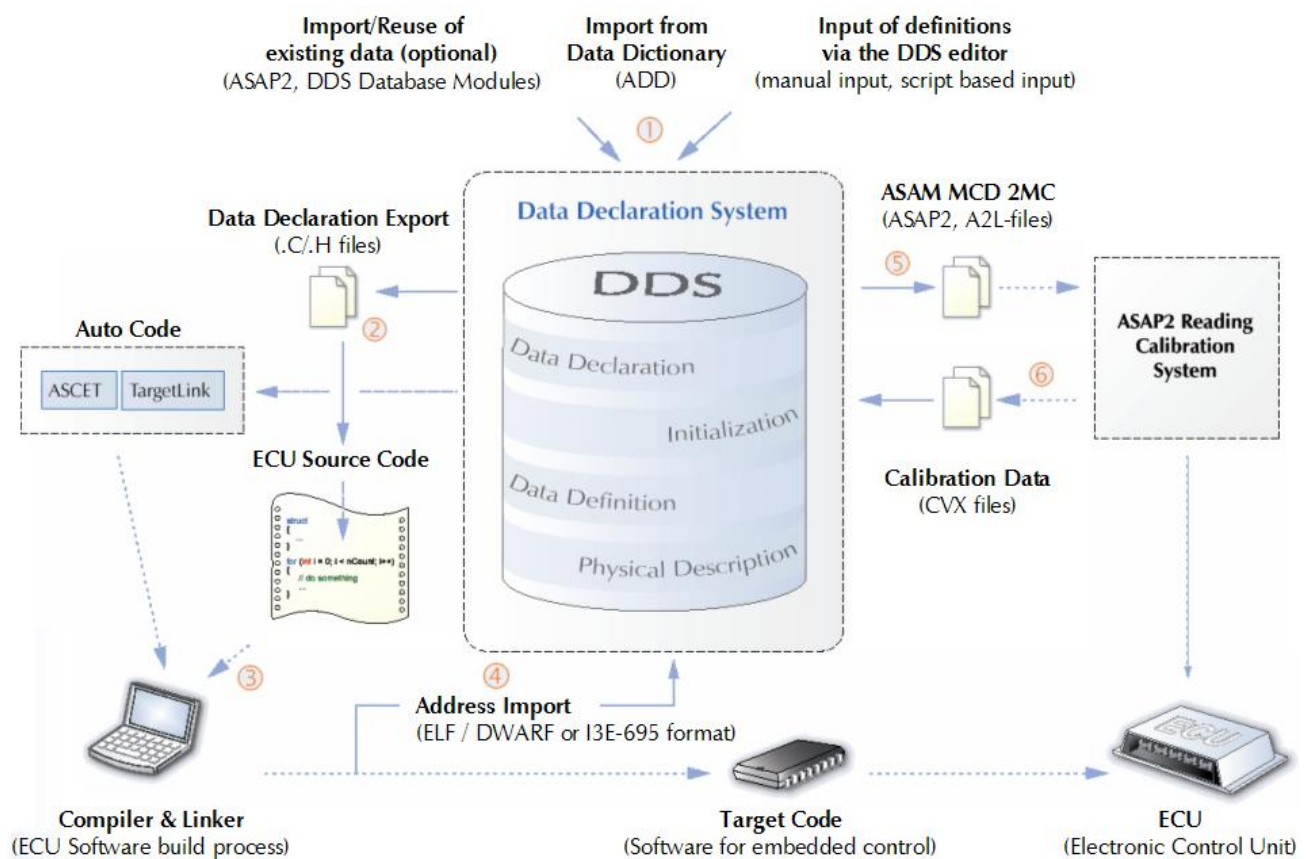 Import/Reuse of
existing data (optional)
(ASAP2, DDS Database Modules)
Import from
Data Dictionary
(ADD)
Input of definitions
via the DDS editor
(manual input, script based input)
①
Data Declaration System
DDS
Data Declaration
Initialization
Data Definition
Physical Description
Data Declaration Export
(.C/.H files)
②
Auto Code
ASCET
TargetLink
ECU Source Code
struct
{
...
}
for (int i = 0; i < nCount; i++)
{
// do something
...
}
③
④
Address Import
(ELF / DWARF or I3E-695 format)
ASAM MCD 2MC
(ASAP2, A2L-files)
⑤
ASAP2 Reading
Calibration
System
⑥
Calibration Data
(CVX files)
Compiler & Linker
(ECU Software build process)
Target Code
(Software for embedded control)
ECU
ECU
(Electronic Control Unit)